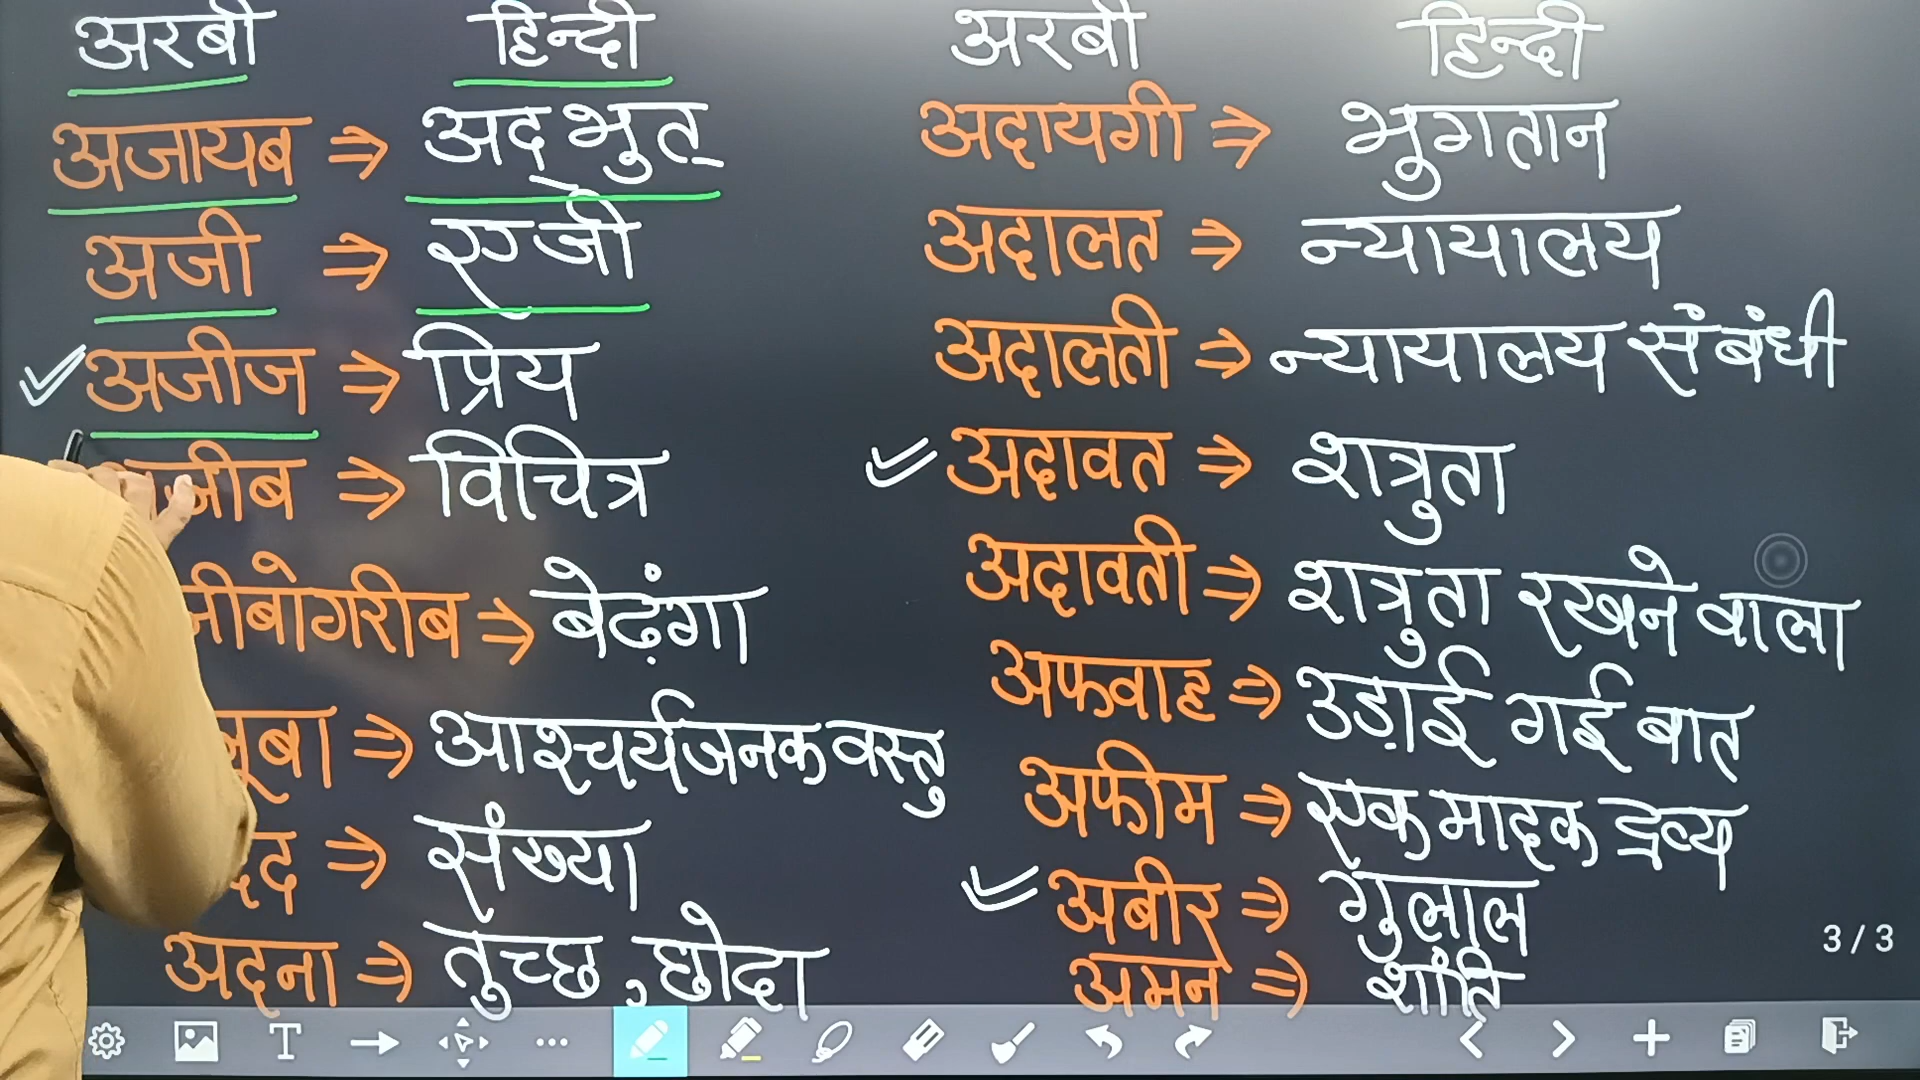 अरबी हिन्दी
अजायब ⇒ अद्भुत
अजी ⇒ एजी
अजीज ⇒ प्रिय
जीब ⇒ विचित्र
जीबोगरीब ⇒ बेढ़ंगा
ूबा ⇒ आश्चर्यजनक वस्तु
दद ⇒ संख्या
अदना ⇒ तुच्छ, छोटा
अरबी हिन्दी
अदायगी ⇒ भुगतान
अदालत ⇒ न्यायालय
अदालती ⇒ न्यायालय संबंधी
अदावत ⇒ शत्रुता
अदावती ⇒ शत्रुता रखने वाला
अफवाह ⇒ उड़ाई गई बात
अफीम ⇒ एक मादक द्रव्य
अबीर ⇒ गुलाल
अमन ⇒ शांति
3/3